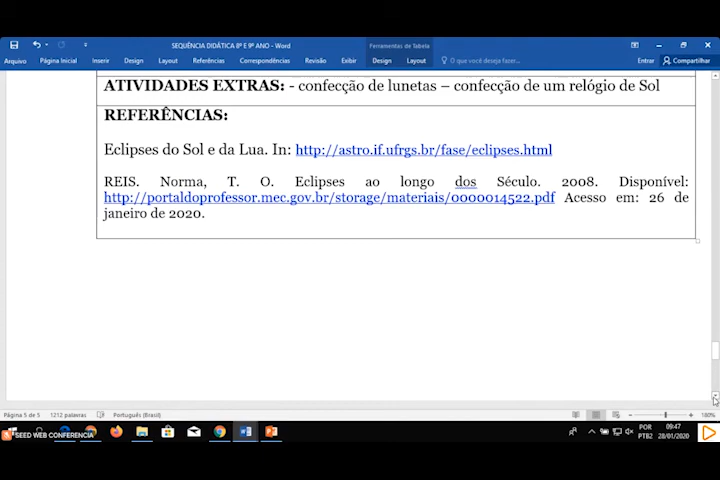 SEQUÊNCIA DIDÁTICA 8º E 9º ANO - Word
Ferramentas de Tabela
Arquivo Página Inicial Inserir Design Layout Referências Correspondências Revisão Exibir Design Layout O que você deseja fazer... Entrar Compartilhar
ATIVIDADES EXTRAS: - confecção de lunetas – confecção de um relógio de Sol
REFERÊNCIAS:
Eclipses do Sol e da Lua. In: http://astro.if.ufrgs.br/fase/eclipses.html
REIS. Norma, T. O. Eclipses ao longo dos Século. 2008. Disponível:
http://portaldoprofessor.mec.gov.br/storage/materiais/0000014522.pdf Acesso em: 26 de
janeiro de 2020.
Página 5 de 5 1212 palavras Português (Brasil) 180%
SEED WEB CONFERENCIA
POR 09:47
PTB2 28/01/2020